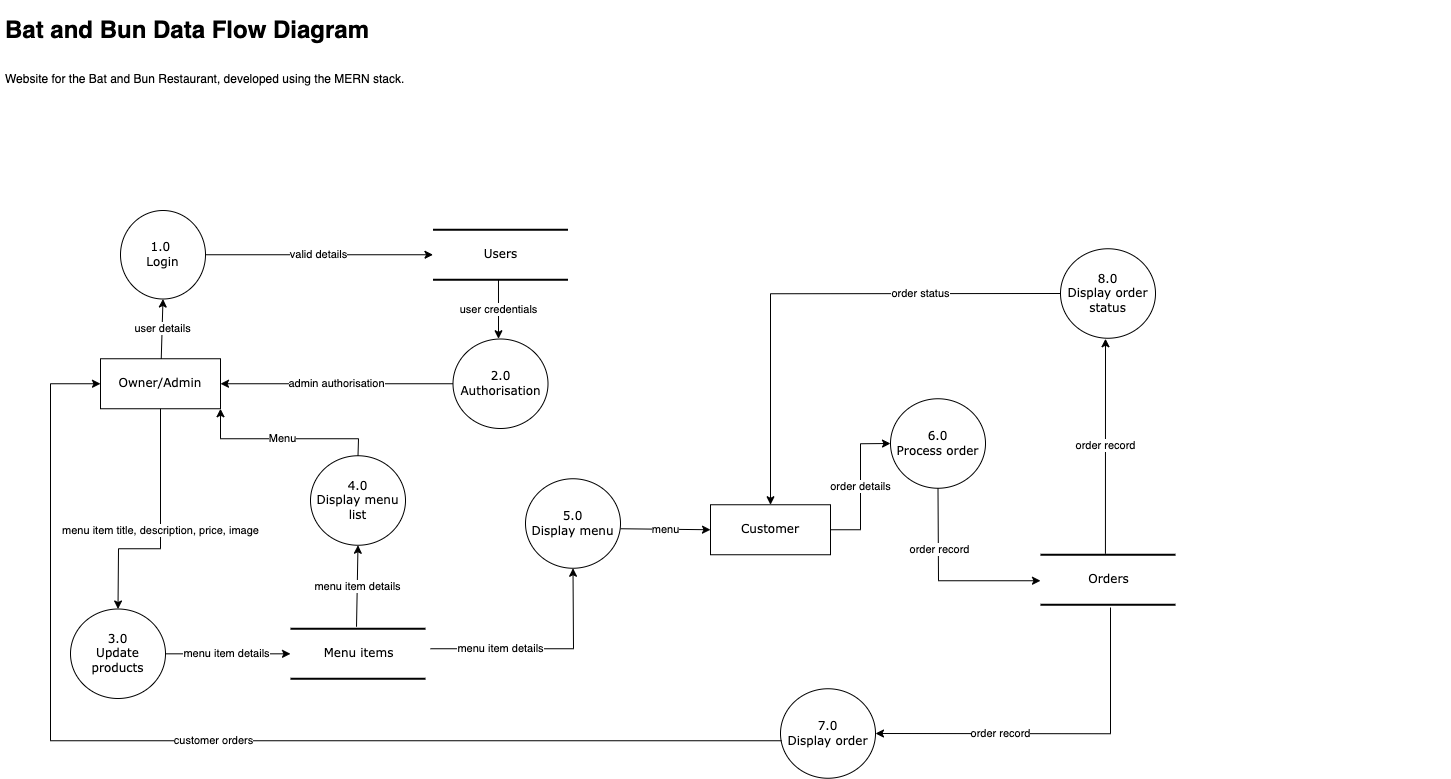 Bat and Bun Data Flow Diagram
Website for the Bat and Bun Restaurant, developed using the MERN stack.
1.0
Login
valid details
Users
user details
user credentials
Owner/Admin
admin authorisation
2.0
Authorisation
Menu
4.0
Display menu
list
menu item title, description, price, image
menu item details
3.0
Update
products
menu item details
Menu items
menu item details
5.0
Display menu
menu
Customer
order status
8.0
Display order
status
order details
6.0
Process order
order record
order record
Orders
order record
7.0
Display order
customer orders